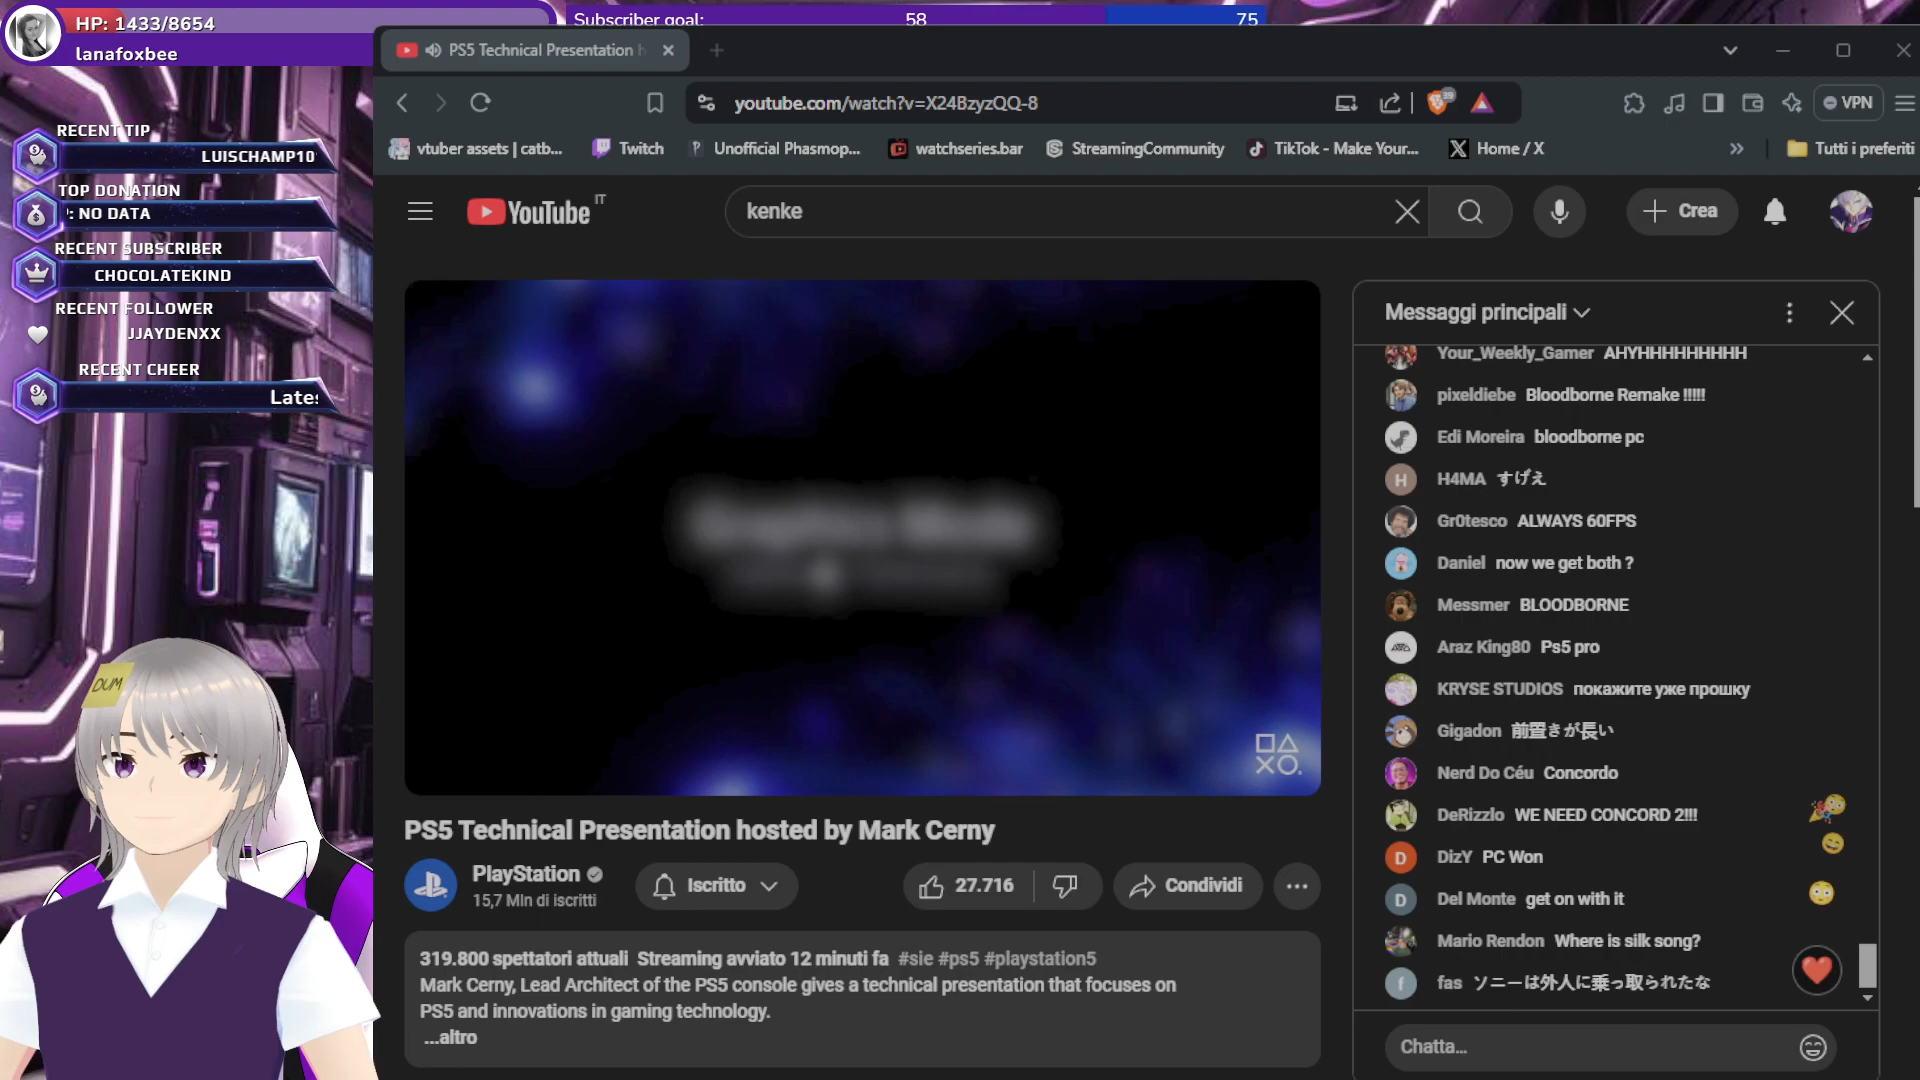 HP: 1433/8654
lanafoxbee
Subscriber goal: 58 75
RECENT TIP
LUISCHAMP10
TOP DONATION
: NO DATA
RECENT SUBSCRIBER
CHOCOLATEKIND
RECENT FOLLOWER
JJAYDENXX
RECENT CHEER
Lates
DUM
PS5 Technical Presentation h
youtube.com/watch?v=X24BzyzQQ-8
39
VPN
vtuber assets | catb...
Twitch
Unofficial Phasmop...
watchseries.bar
StreamingCommunity
TikTok - Make Your...
Home / X
Tutti i preferiti
YouTube IT
kenke
Crea
Graphics Mode
PS5 Technical Presentation hosted by Mark Cerny
PlayStation
15,7 Mln di iscritti
Iscritto
27.716
Condividi
319.800 spettatori attuali Streaming avviato 12 minuti fa #sie #ps5 #playstation5
Mark Cerny, Lead Architect of the PS5 console gives a technical presentation that focuses on
PS5 and innovations in gaming technology.
...altro
Messaggi principali
Your_Weekly_Gamer AHYHHHHHHHHH
pixeldiebe Bloodborne Remake !!!!!
Edi Moreira bloodborne pc
H H4MA すげえ
Gr0tesco ALWAYS 60FPS
Daniel now we get both ?
Messmer BLOODBORNE
Araz King80 Ps5 pro
KRYSE STUDIOS покажите уже прошку
Gigadon 前置きが長い
Nerd Do Céu Concordo
DeRizzlo WE NEED CONCORD 2!!!
D DizY PC Won
D Del Monte get on with it
Mario Rendon Where is silk song?
f fas ソニーは外人に乗っ取られたな
Chatta...